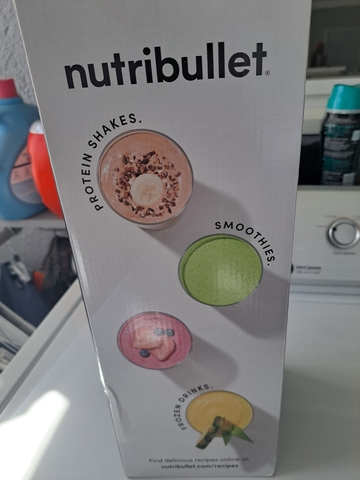 nutribullet®
PROTEIN SHAKES.
SMOOTHIES.
FROZEN DRINKS.
Find delicious recipes online at
nutribullet.com/recipes